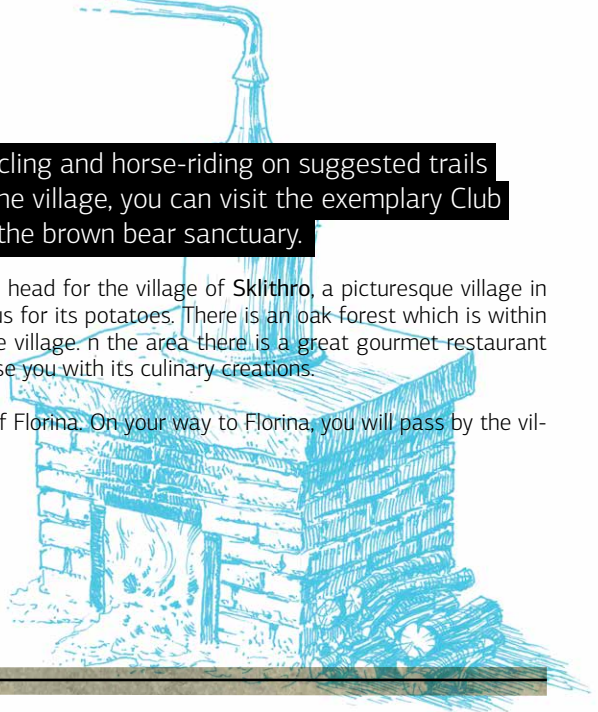 cling and horse-riding on suggested trails
he village, you can visit the exemplary Club
the brown bear sanctuary.
head for the village of Sklithro, a picturesque village in
us for its potatoes. There is an oak forest which is within
e village. n the area there is a great gourmet restaurant
se you with its culinary creations.
f Florina. On your way to Florina, you will pass by the vil-